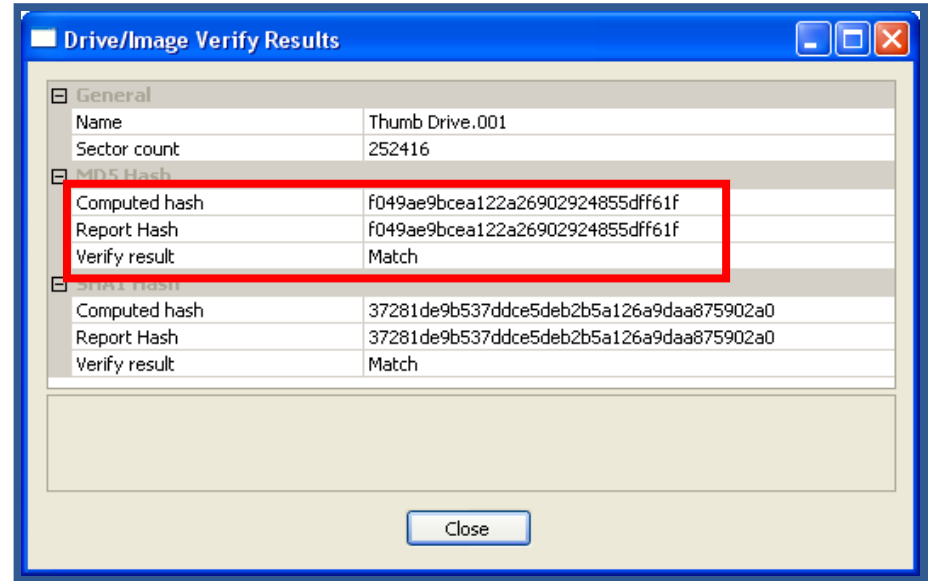 Drive/Image Verify Results
General
Name Thumb Drive.001
Sector count 252416
MD5 Hash
Computed hash f049ae9bcea122a26902924855dff61f
Report Hash f049ae9bcea122a26902924855dff61f
Verify result Match
SHA1 Hash
Computed hash 37281de9b537ddce5deb2b5a126a9daa875902a0
Report Hash 37281de9b537ddce5deb2b5a126a9daa875902a0
Verify result Match
Close